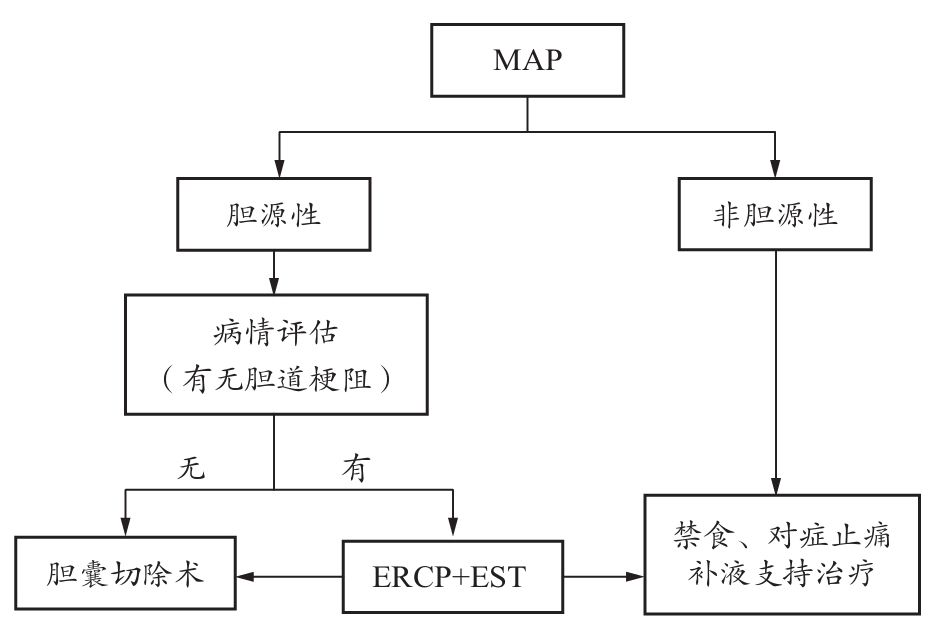 MAP
胆源性
非胆源性
病情评估
（有无胆道梗阻）
无
有
胆囊切除术
ERCP+EST
禁食、对症止痛
补液支持治疗